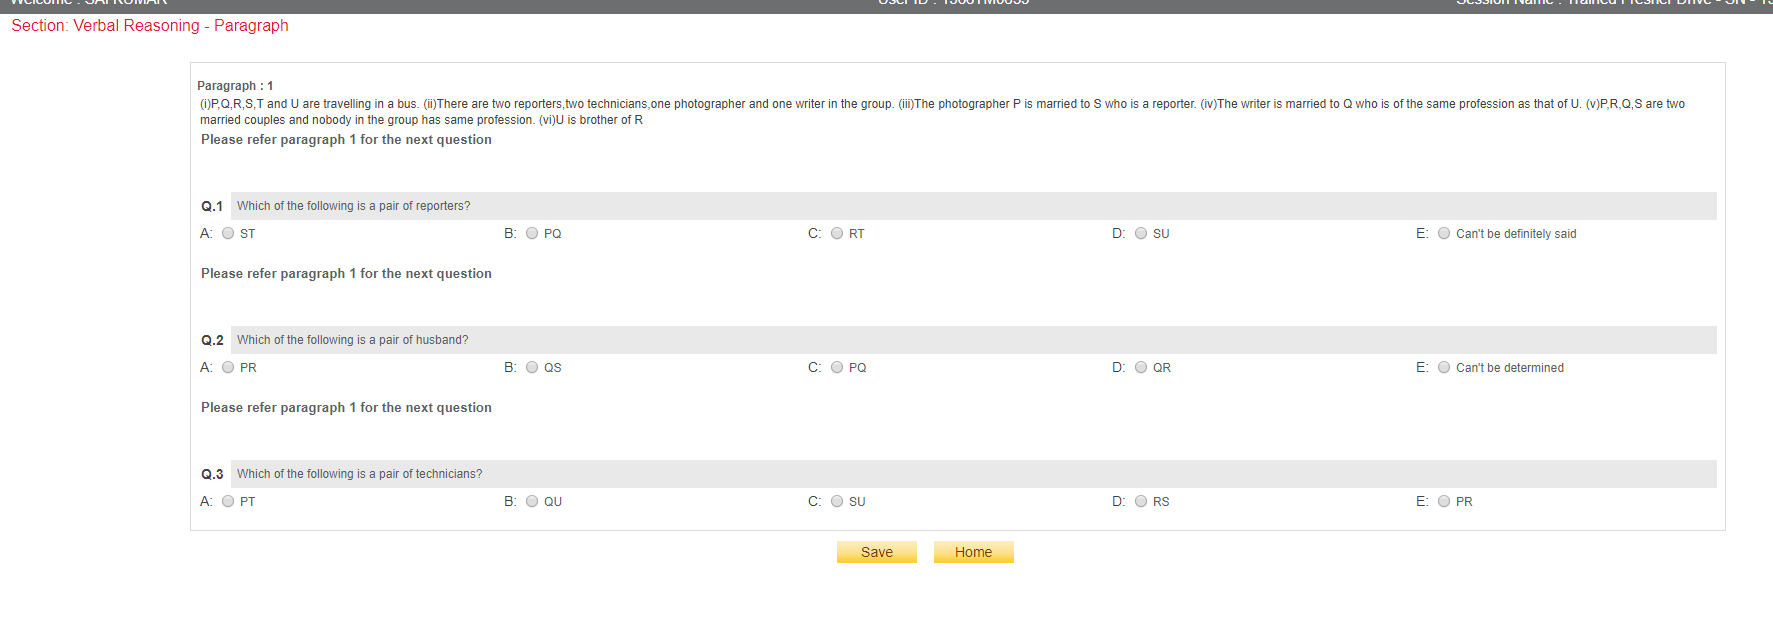 Welcome : SAI KUMAR User ID : Session Name : Trained Fresher Drive - SN -
Section: Verbal Reasoning - Paragraph
Paragraph : 1
(i)P,Q,R,S,T and U are travelling in a bus. (ii)There are two reporters,two technicians,one photographer and one writer in the group. (iii)The photographer P is married to S who is a reporter. (iv)The writer is married to Q who is of the same profession as that of U. (v)P,R,Q,S are two
married couples and nobody in the group has same profession. (vi)U is brother of R
Please refer paragraph 1 for the next question
Q.1 Which of the following is a pair of reporters?
A: ST B: PQ C: RT D: SU E: Can't be definitely said
Please refer paragraph 1 for the next question
Q.2 Which of the following is a pair of husband?
A: PR B: QS C: PQ D: QR E: Can't be determined
Please refer paragraph 1 for the next question
Q.3 Which of the following is a pair of technicians?
A: PT B: QU C: SU D: RS E: PR
Save Home